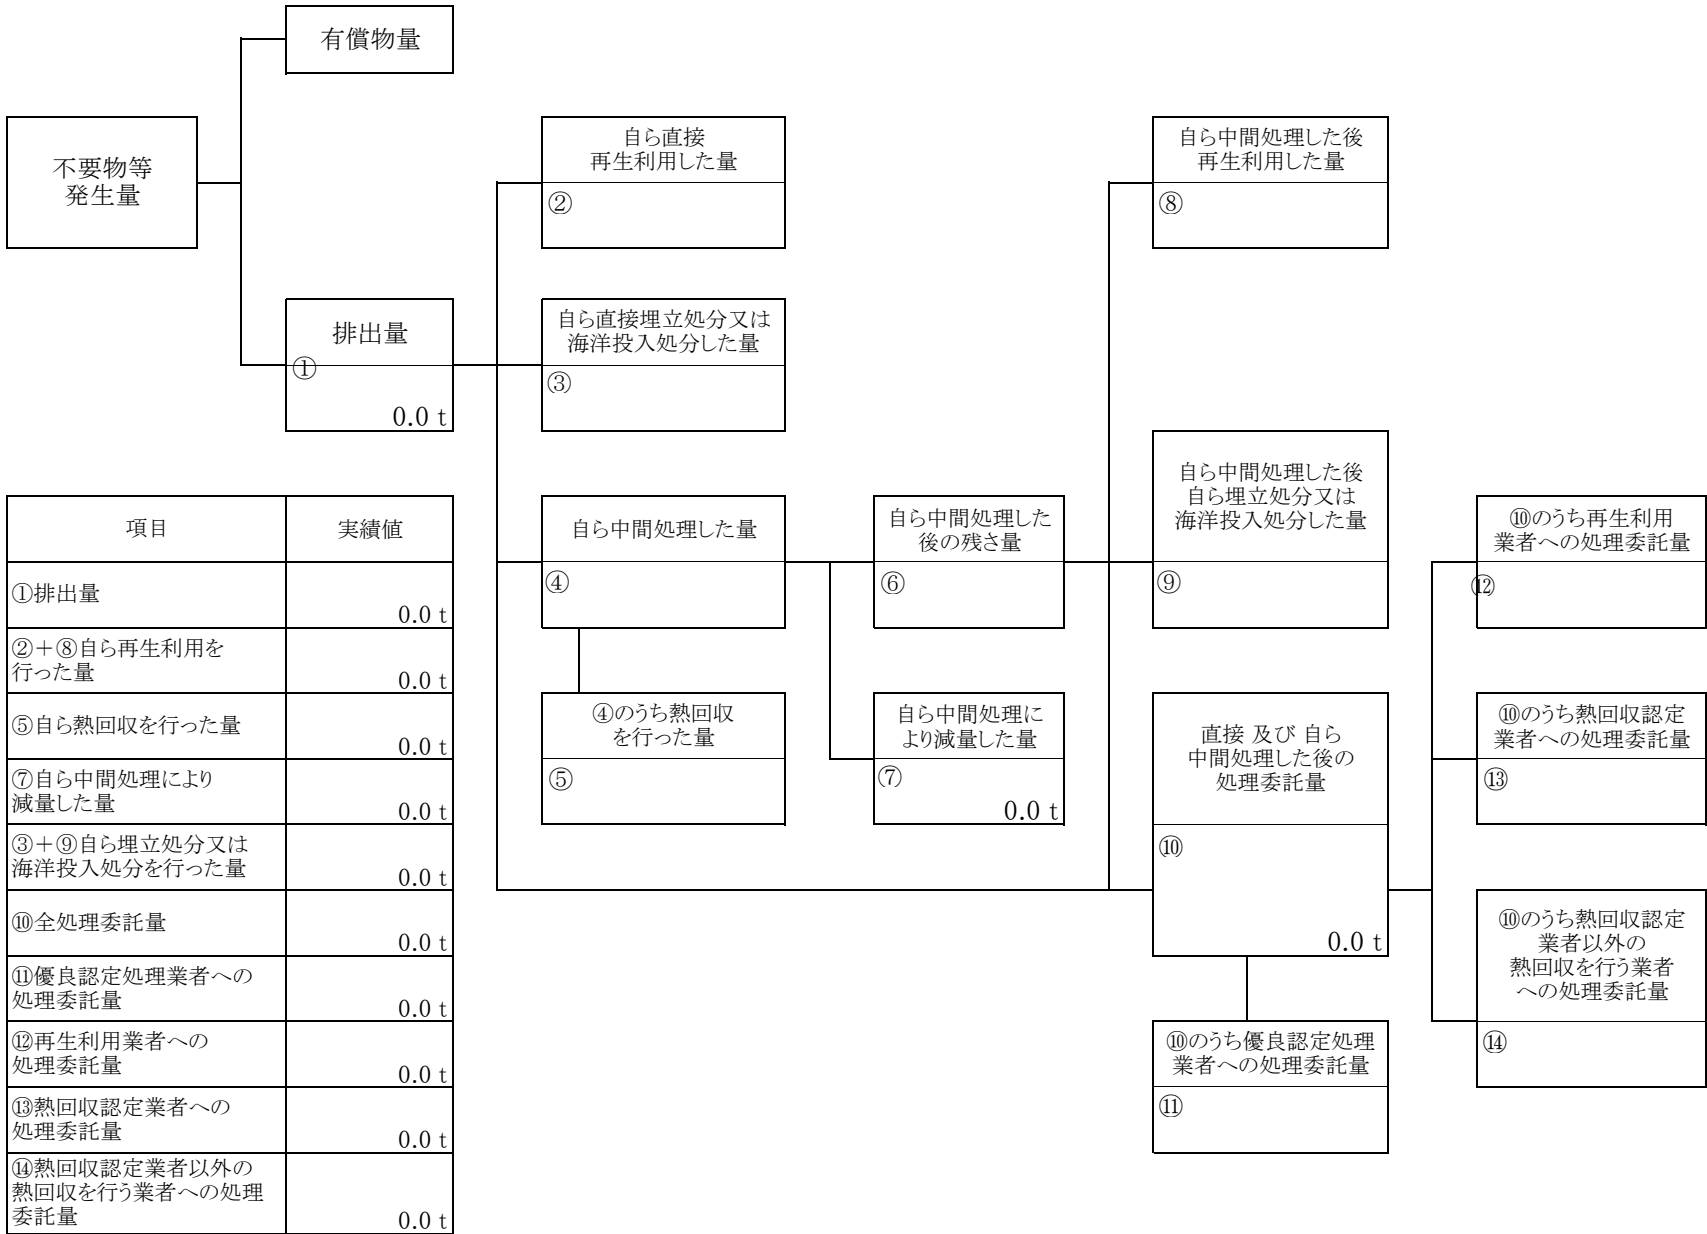 有償物量
不要物等
発生量
自ら直接
再生利用した量
②
自ら中間処理した後
再生利用した量
⑧
排出量
①
0.0 t
自ら直接埋立処分又は
海洋投入処分した量
③
自ら中間処理した量
④
自ら中間処理した
後の残さ量
⑥
自ら中間処理した後
自ら埋立処分又は
海洋投入処分した量
⑨
⑩のうち再生利用
業者への処理委託量
⑫
④のうち熱回収
を行った量
⑤
自ら中間処理に
より減量した量
⑦
0.0 t
直接 及び 自ら
中間処理した後の
処理委託量
⑩
0.0 t
⑩のうち熱回収認定
業者への処理委託量
⑬
⑩のうち熱回収認定
業者以外の
熱回収を行う業者
への処理委託量
⑭
⑩のうち優良認定処理
業者への処理委託量
⑪
項目 実績値
①排出量
0.0 t
②＋⑧自ら再生利用を
行った量
0.0 t
⑤自ら熱回収を行った量
0.0 t
⑦自ら中間処理により
減量した量
0.0 t
③＋⑨自ら埋立処分又は
海洋投入処分を行った量
0.0 t
⑩全処理委託量
0.0 t
⑪優良認定処理業者への
処理委託量
0.0 t
⑫再生利用業者への
処理委託量
0.0 t
⑬熱回収認定業者への
処理委託量
0.0 t
⑭熱回収認定業者以外の
熱回収を行う業者への処理
委託量
0.0 t